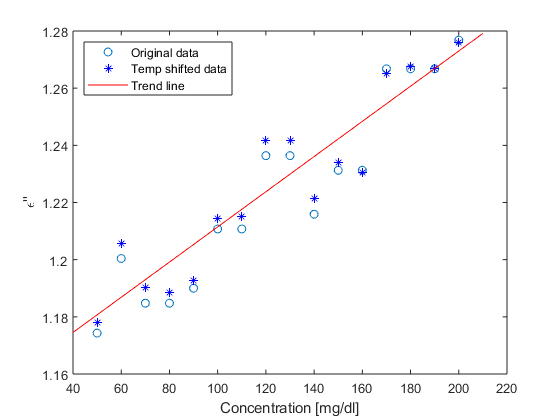 1.28
1.26
1.24
1.22
1.2
1.18
1.16
ϵ"
Original data
Temp shifted data
Trend line
40 60 80 100 120 140 160 180 200 220
Concentration [mg/dl]